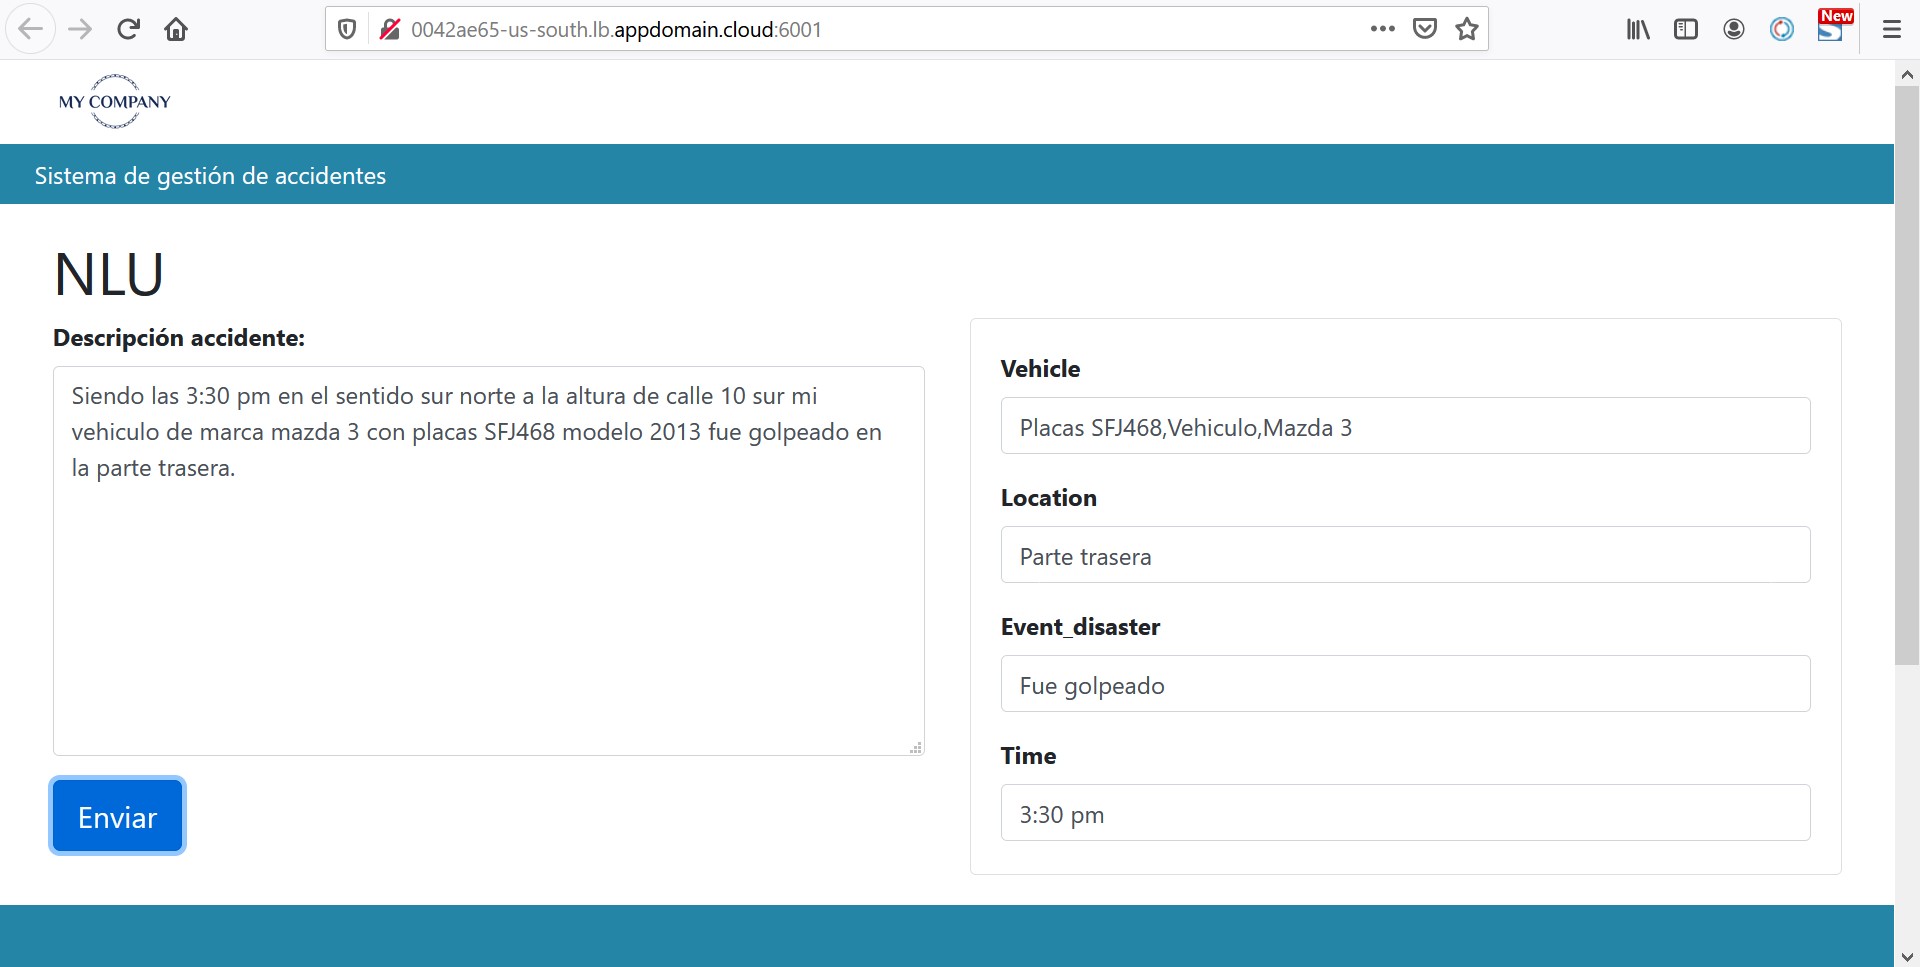 0042ae65-us-south.lb.appdomain.cloud:6001
New
MY COMPANY
Sistema de gestión de accidentes
NLU
Descripción accidente:
Siendo las 3:30 pm en el sentido sur norte a la altura de calle 10 sur mi
vehiculo de marca mazda 3 con placas SFJ468 modelo 2013 fue golpeado en
la parte trasera.
Enviar
Vehicle
Placas SFJ468,Vehiculo,Mazda 3
Location
Parte trasera
Event_disaster
Fue golpeado
Time
3:30 pm